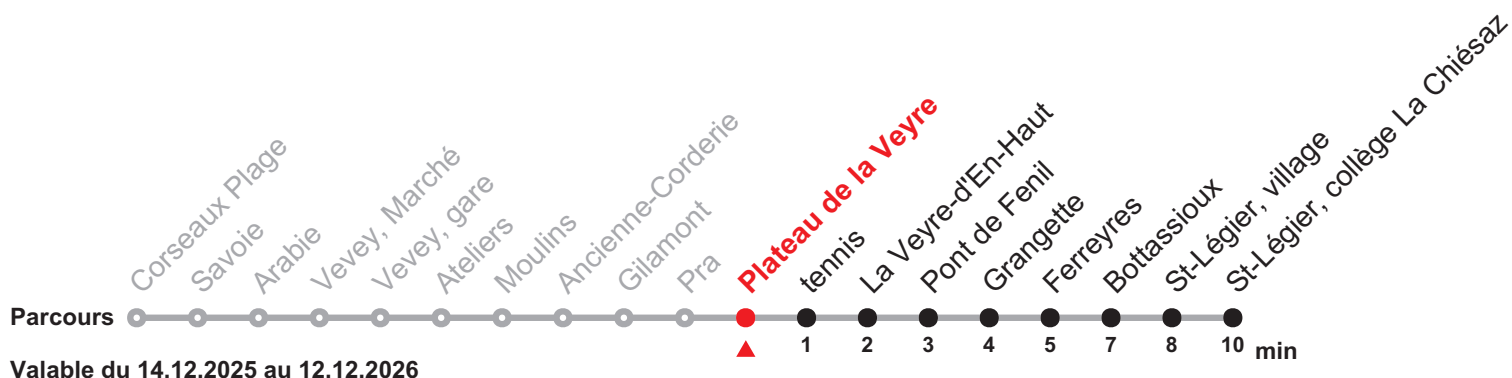 Corseaux Plage
Savoie
Arabie
Vevey, Marché
Vevey, gare
Ateliers
Moulins
Ancienne-Corderie
Gilamont
Pra
Plateau de la Veyre
tennis
La Veyre-d'En-Haut
Pont de Fenil
Grangette
Ferreyres
Bottassioux
St-Légier, village
St-Légier, collège La Chiésaz
Parcours
1 2 3 4 5 7 8 10 min
Valable du 14.12.2025 au 12.12.2026